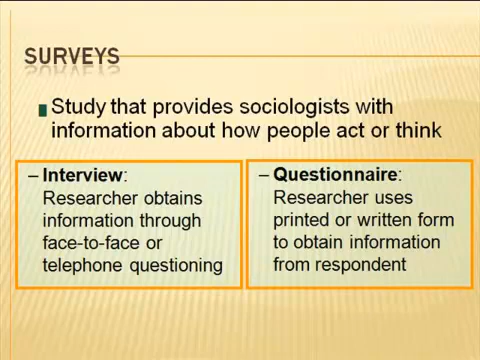 SURVEYS
Study that provides sociologists with
information about how people act or think
– Interview:
Researcher obtains
information through
face-to-face or
telephone questioning
– Questionnaire:
Researcher uses
printed or written form
to obtain information
from respondent